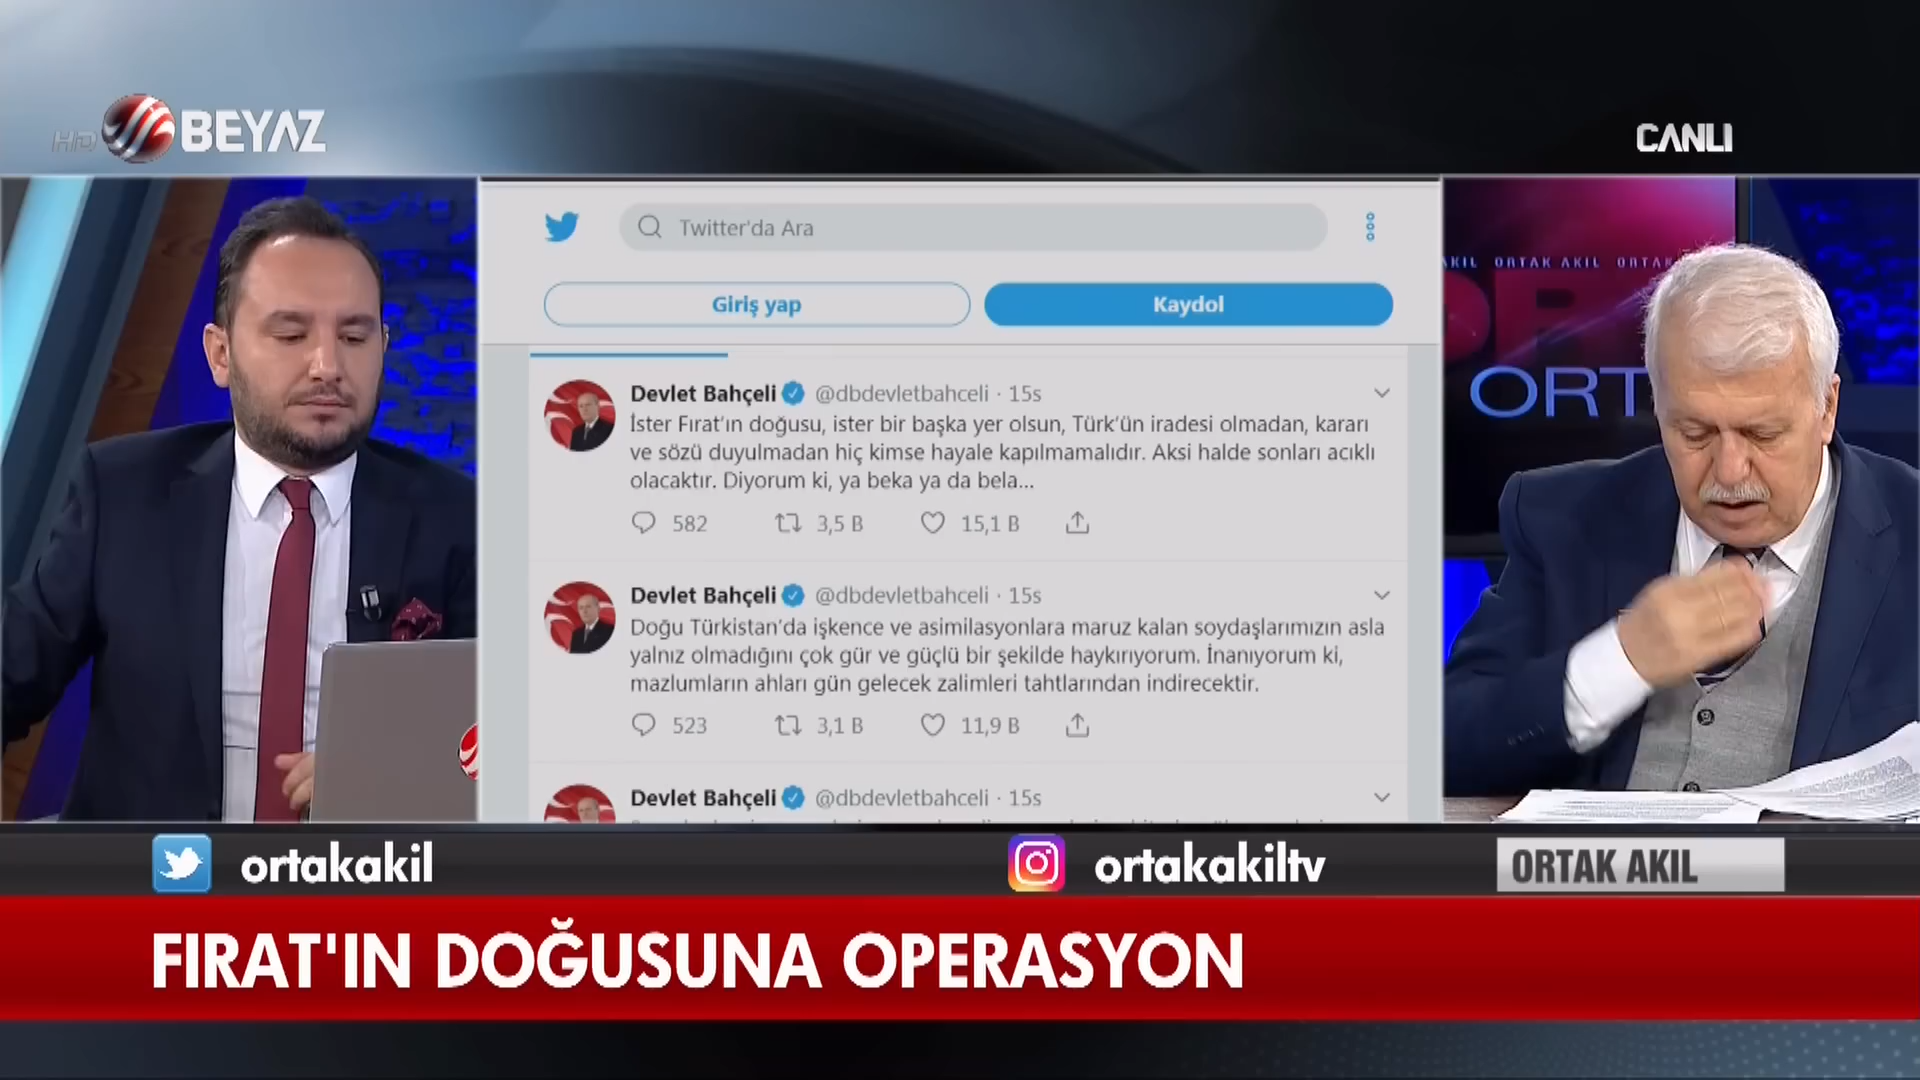 HD BEYAZ
CANLI
Twitter'da Ara
Giriş yap
Kaydol
AKIL ORTAK AKIL ORTAK
ORT
Devlet Bahçeli @dbdevletbahceli · 15s
İster Fırat'ın doğusu, ister bir başka yer olsun, Türk'ün iradesi olmadan, kararı
ve sözü duyulmadan hiç kimse hayale kapılmamalıdır. Aksi halde sonları acıklı
olacaktır. Diyorum ki, ya beka ya da bela...
582 3,5 B 15,1 B
Devlet Bahçeli @dbdevletbahceli · 15s
Doğu Türkistan'da işkence ve asimilasyonlara maruz kalan soydaşlarımızın asla
yalnız olmadığını çok gür ve güçlü bir şekilde haykırıyorum. İnanıyorum ki,
mazlumların ahları gün gelecek zalimleri tahtlarından indirecektir.
523 3,1 B 11,9 B
Devlet Bahçeli @dbdevletbahceli · 15s
ortakakil
ortakakiltv
ORTAK AKIL
FIRAT'IN DOĞUSUNA OPERASYON